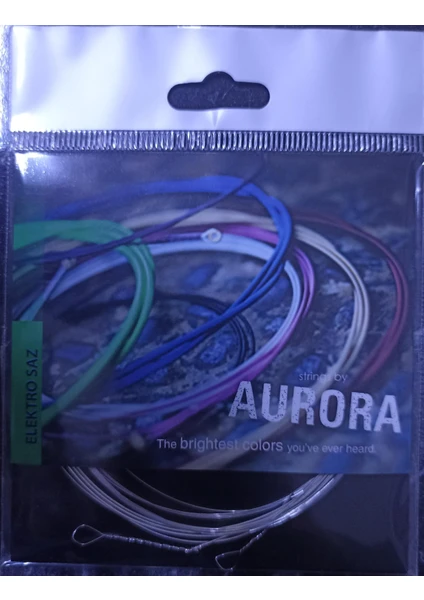 ELEKTRO SAZ
strings by
AURORA
The brightest colors you've ever heard.